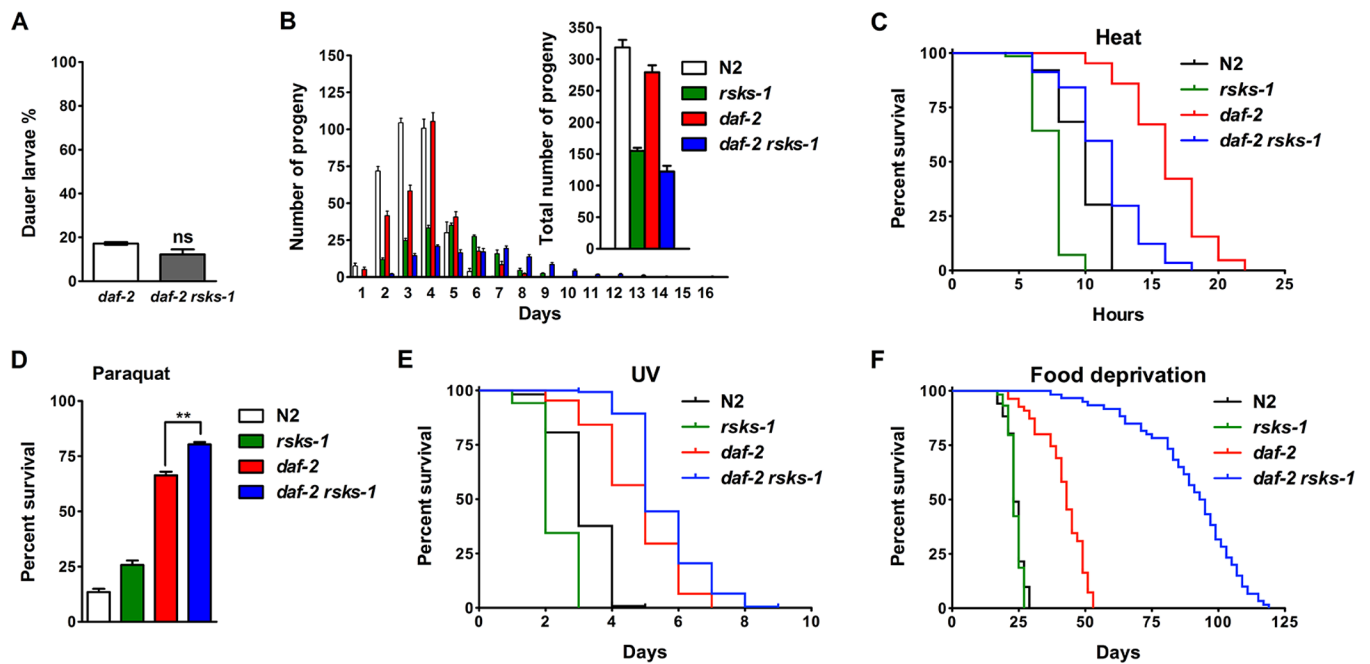 A
Dauer larvae %
100
80
60
40
20
0
ns
daf-2
daf-2 rsks-1
B
Number of progeny
150
125
100
75
50
25
0
1 2 3 4 5 6 7 8 9 10 11 12 13 14 15 16
Days
Total number of progeny
350
300
250
200
150
100
50
0
N2
rsks-1
daf-2
daf-2 rsks-1
C
Heat
Percent survival
100
75
50
25
0
0 5 10 15 20 25
Hours
N2
rsks-1
daf-2
daf-2 rsks-1
D
Paraquat
Percent survival
100
75
50
25
0
**
N2
rsks-1
daf-2
daf-2 rsks-1
E
UV
Percent survival
100
75
50
25
0
0 2 4 6 8 10
Days
N2
rsks-1
daf-2
daf-2 rsks-1
F
Food deprivation
Percent survival
100
75
50
25
0
0 25 50 75 100 125
Days
N2
rsks-1
daf-2
daf-2 rsks-1